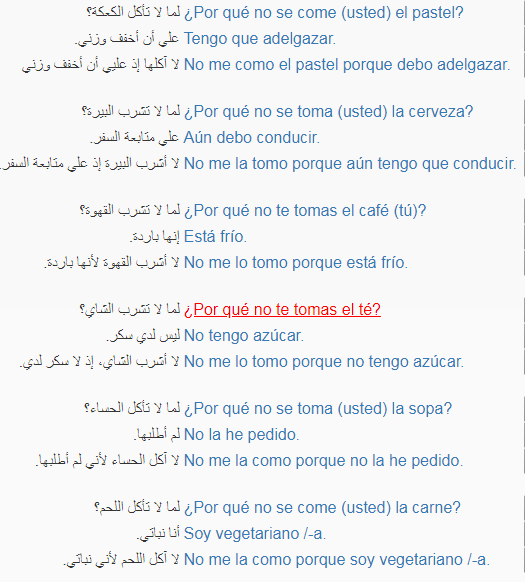 لما لا تأكل الكعكة؟ ¿Por qué no se come (usted) el pastel?
علي أن أخفف وزني. Tengo que adelgazar.
لا آكلها إذ عليي أن أخفف وزني No me como el pastel porque debo adelgazar.
لما لا تشرب البيرة؟ ¿Por qué no se toma (usted) la cerveza?
علي متابعة السفر. Aún debo conducir.
لا أشرب البيرة إذ علي متابعة السفر. No me la tomo porque aún tengo que conducir.
لما لا تشرب القهوة؟ ¿Por qué no te tomas el café (tú)?
إنها باردة. Está frío.
لا أشرب القهوة لأنها باردة. No me lo tomo porque está frío.
لما لا تشرب الشاي؟ ¿Por qué no te tomas el té?
ليس لدي سكر. No tengo azúcar.
لا أشرب الشاي، إذ لا سكر لدي. No me lo tomo porque no tengo azúcar.
لما لا تأكل الحساء؟ ¿Por qué no se toma (usted) la sopa?
لم أطلبها. No la he pedido.
لا آكل الحساء لأني لم أطلبها. No me la como porque no la he pedido.
لما لا تأكل اللحم؟ ¿Por qué no se come (usted) la carne?
أنا نباتي. Soy vegetariano /-a.
لا آكل اللحم لأني نباتي. No me la como porque soy vegetariano /-a.